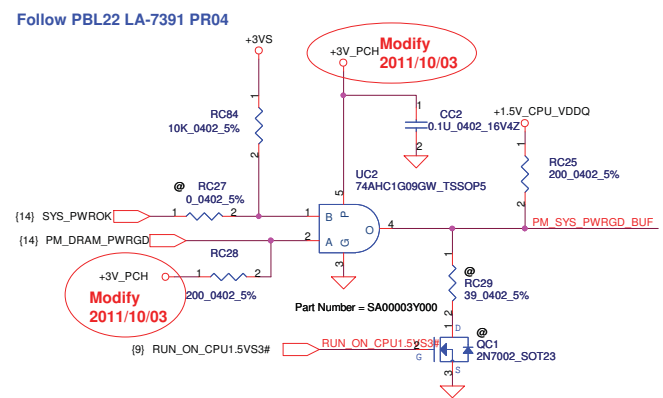 Follow PBL22 LA-7391 PR04
+3VS
+3V_PCH
Modify
2011/10/03
1
RC84
10K_0402_5%
2
1
CC2
0.1U_0402_16V4Z
2
+1.5V_CPU_VDDQ
1
RC25
200_0402_5%
2
UC2
74AHC1G09GW_TSSOP5
@
RC27
0_0402_5%
{14} SYS_PWROK
1 2
1 B P 5
O 4
PM_SYS_PWRGD_BUF
{14} PM_DRAM_PWRGD
2 A G 3
RC28
+3V_PCH
1 2
200_0402_5%
Modify
2011/10/03
1
@
RC29
39_0402_5%
2
Part Number = SA00003Y000
{9} RUN_ON_CPU1.5VS3#
RUN_ON_CPU1.5VS3#
2
G
1 D
@
QC1
2N7002_SOT23
3 S